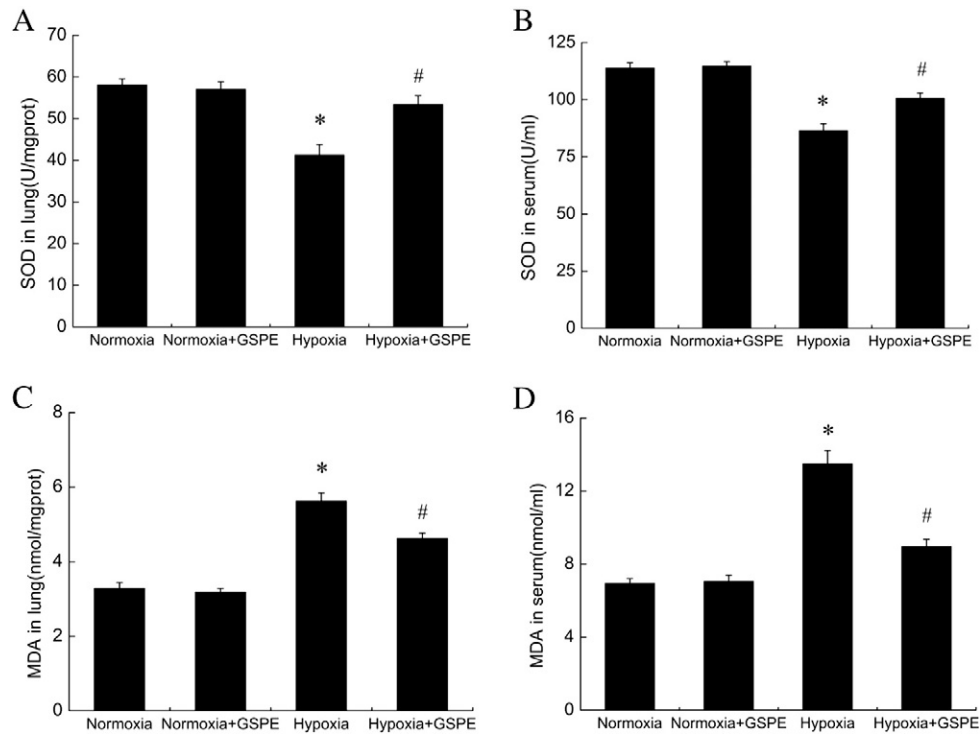 A
SOD in lung(U/mgprot)
70
60
50
40
30
20
10
0
*
#
Normoxia Normoxia+GSPE Hypoxia Hypoxia+GSPE
B
SOD in serum(U/ml)
125
100
75
50
25
0
*
#
Normoxia Normoxia+GSPE Hypoxia Hypoxia+GSPE
C
MDA in lung(nmol/mgprot)
8
6
4
2
0
*
#
Normoxia Normoxia+GSPE Hypoxia Hypoxia+GSPE
D
MDA in serum(nmol/ml)
16
12
8
4
0
*
#
Normoxia Normoxia+GSPE Hypoxia Hypoxia+GSPE